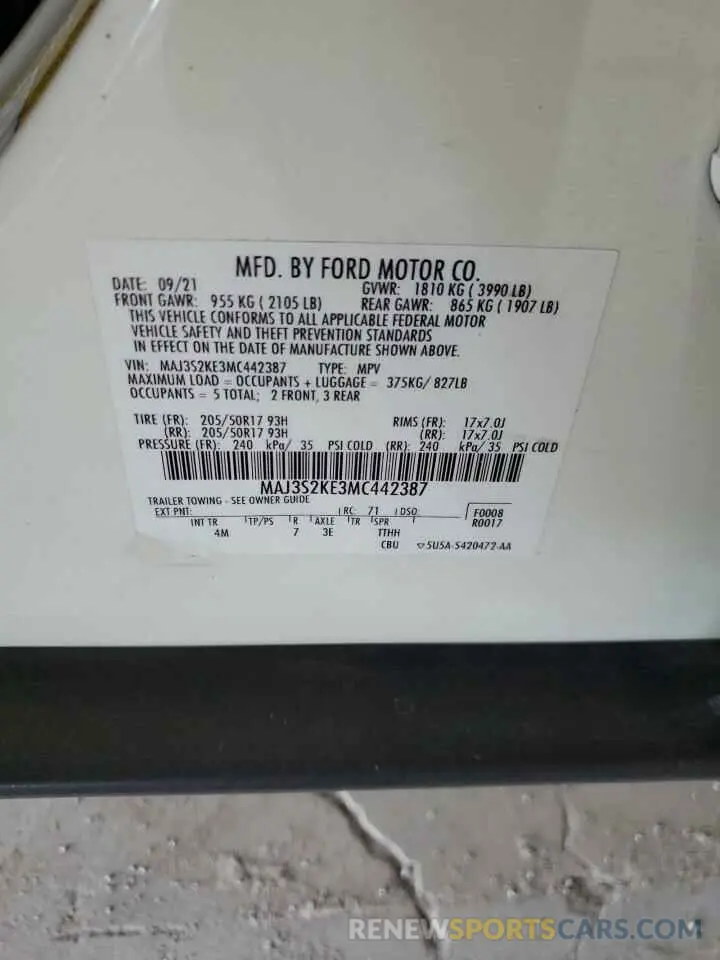 MFD. BY FORD MOTOR CO.
DATE: 09/21 GVWR: 1810 KG ( 3990 LB)
FRONT GAWR: 955 KG ( 2105 LB) REAR GAWR: 865 KG ( 1907 LB)
THIS VEHICLE CONFORMS TO ALL APPLICABLE FEDERAL MOTOR
VEHICLE SAFETY AND THEFT PREVENTION STANDARDS
IN EFFECT ON THE DATE OF MANUFACTURE SHOWN ABOVE.
VIN: MAJ3S2KE3MC442387 TYPE: MPV
MAXIMUM LOAD = OCCUPANTS + LUGGAGE = 375KG/ 827LB
OCCUPANTS = 5 TOTAL; 2 FRONT, 3 REAR
TIRE (FR): 205/50R17 93H RIMS (FR): 17x7.0J
(RR): 205/50R17 93H (RR): 17x7.0J
PRESSURE (FR): 240 kPa/ 35 PSI COLD (RR): 240 kPa/ 35 PSI COLD
MAJ3S2KE3MC442387
TRAILER TOWING - SEE OWNER GUIDE
EXT PNT: RC: 71 DSO: F0008
INT TR TP/PS R AXLE TR SPR R0017
4M 7 3E TTHH
CBU 5U5A-5420472-AA
RENEWSPORTSCARS.COM